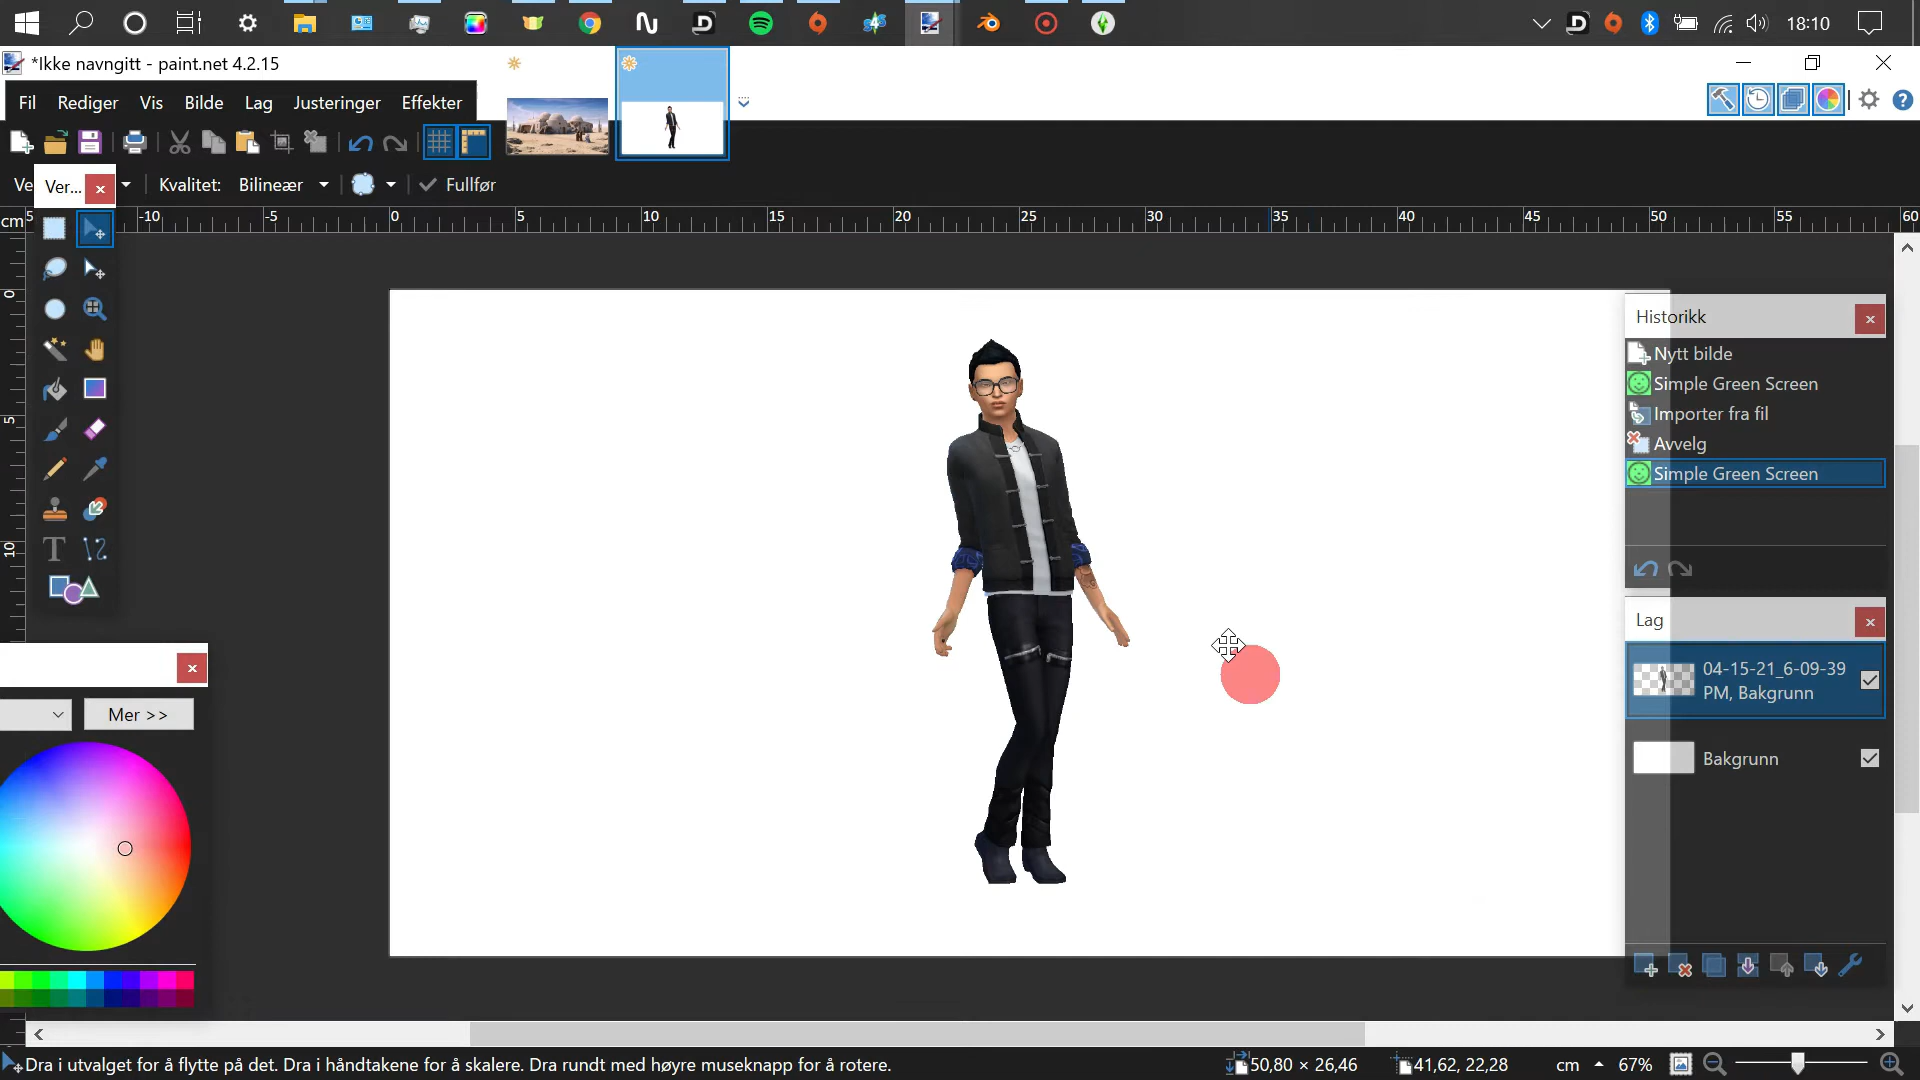 18:10
*Ikke navngitt - paint.net 4.2.15
Fil Rediger Vis Bilde Lag Justeringer Effekter
Ver... Kvalitet: Bilineær Fullfør
cm -10 -5 0 5 10 15 20 25 30 35 40 45 50 55 60
0
5
10
Historikk
Nytt bilde
Simple Green Screen
Importer fra fil
Avvelg
Simple Green Screen
Lag
04-15-21_6-09-39
PM, Bakgrunn
Bakgrunn
Mer >>
Dra i utvalget for å flytte på det. Dra i håndtakene for å skalere. Dra rundt med høyre museknapp for å rotere. 50,80 × 26,46 41,62, 22,28 cm 67%